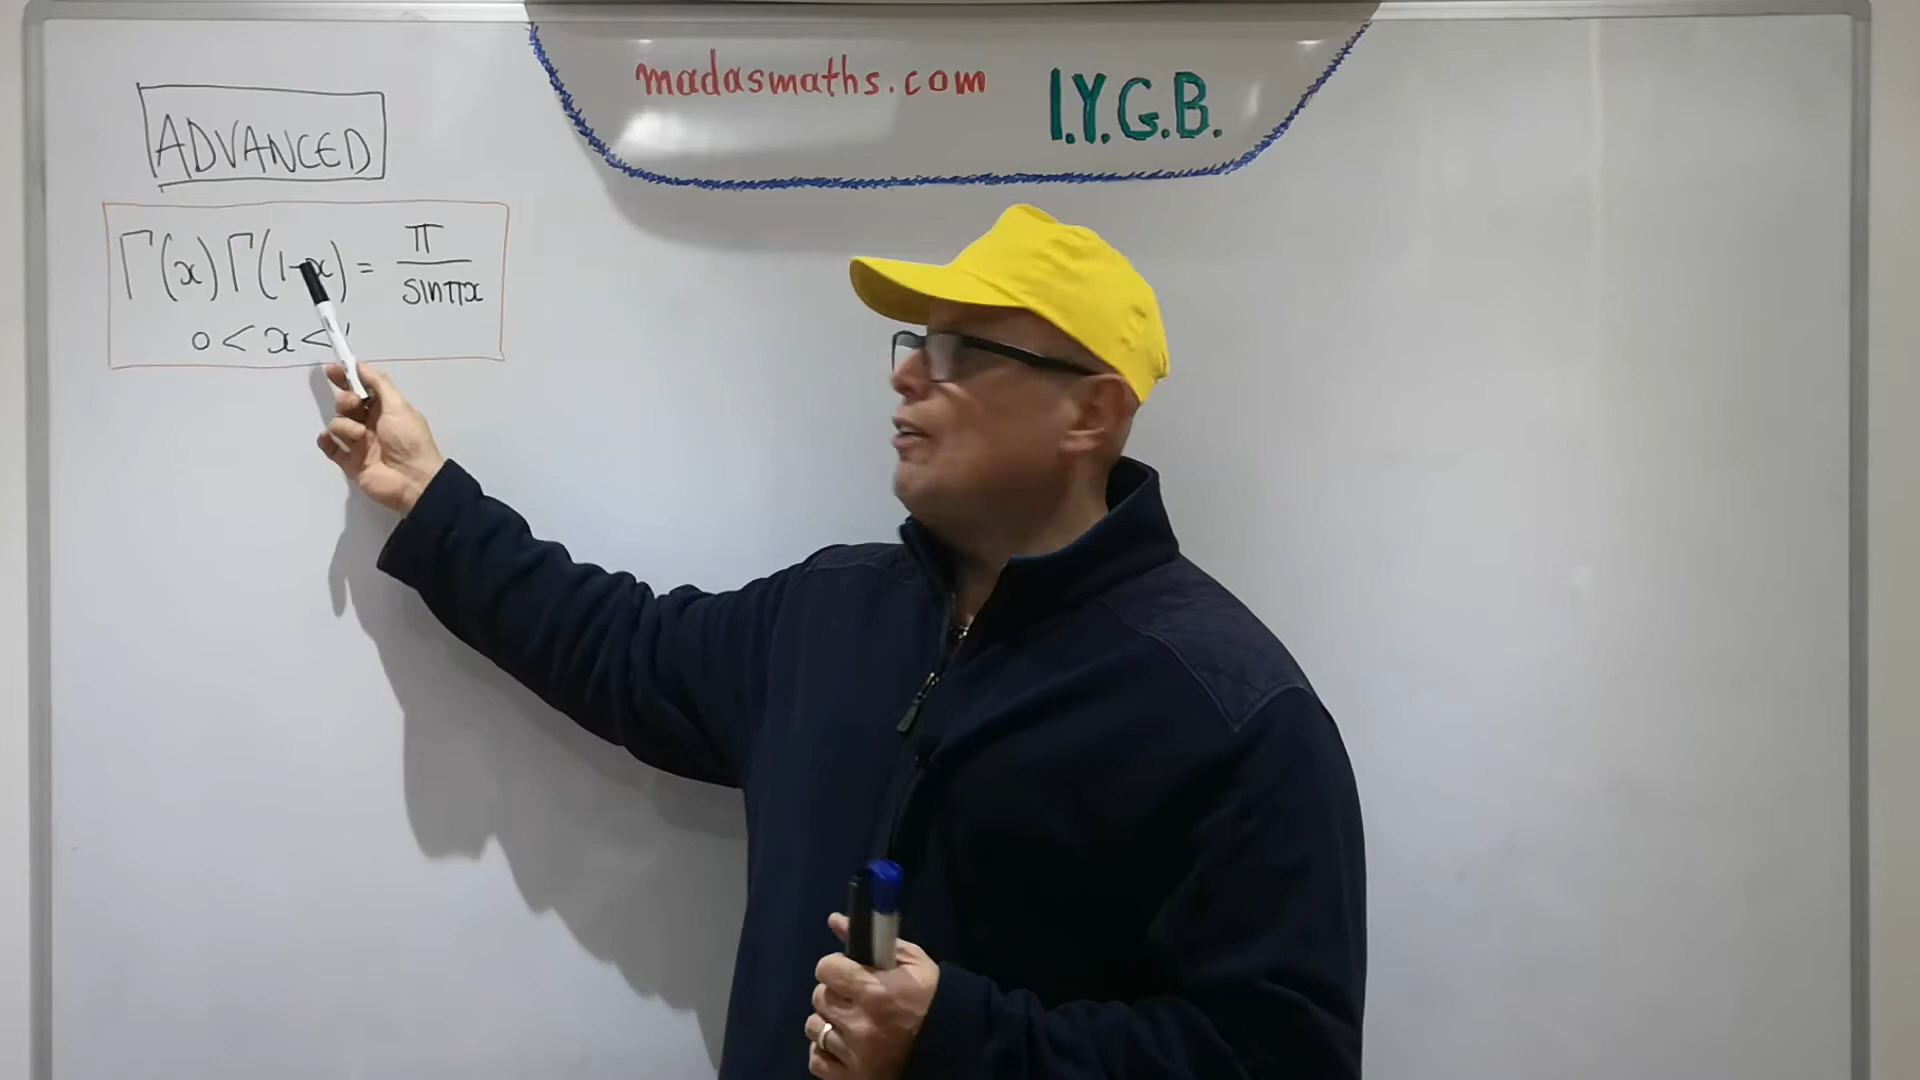 madasmaths.com I.Y.G.B.
ADVANCED
Γ(x)Γ(1-x) = π/sinπx
0 < x < 1